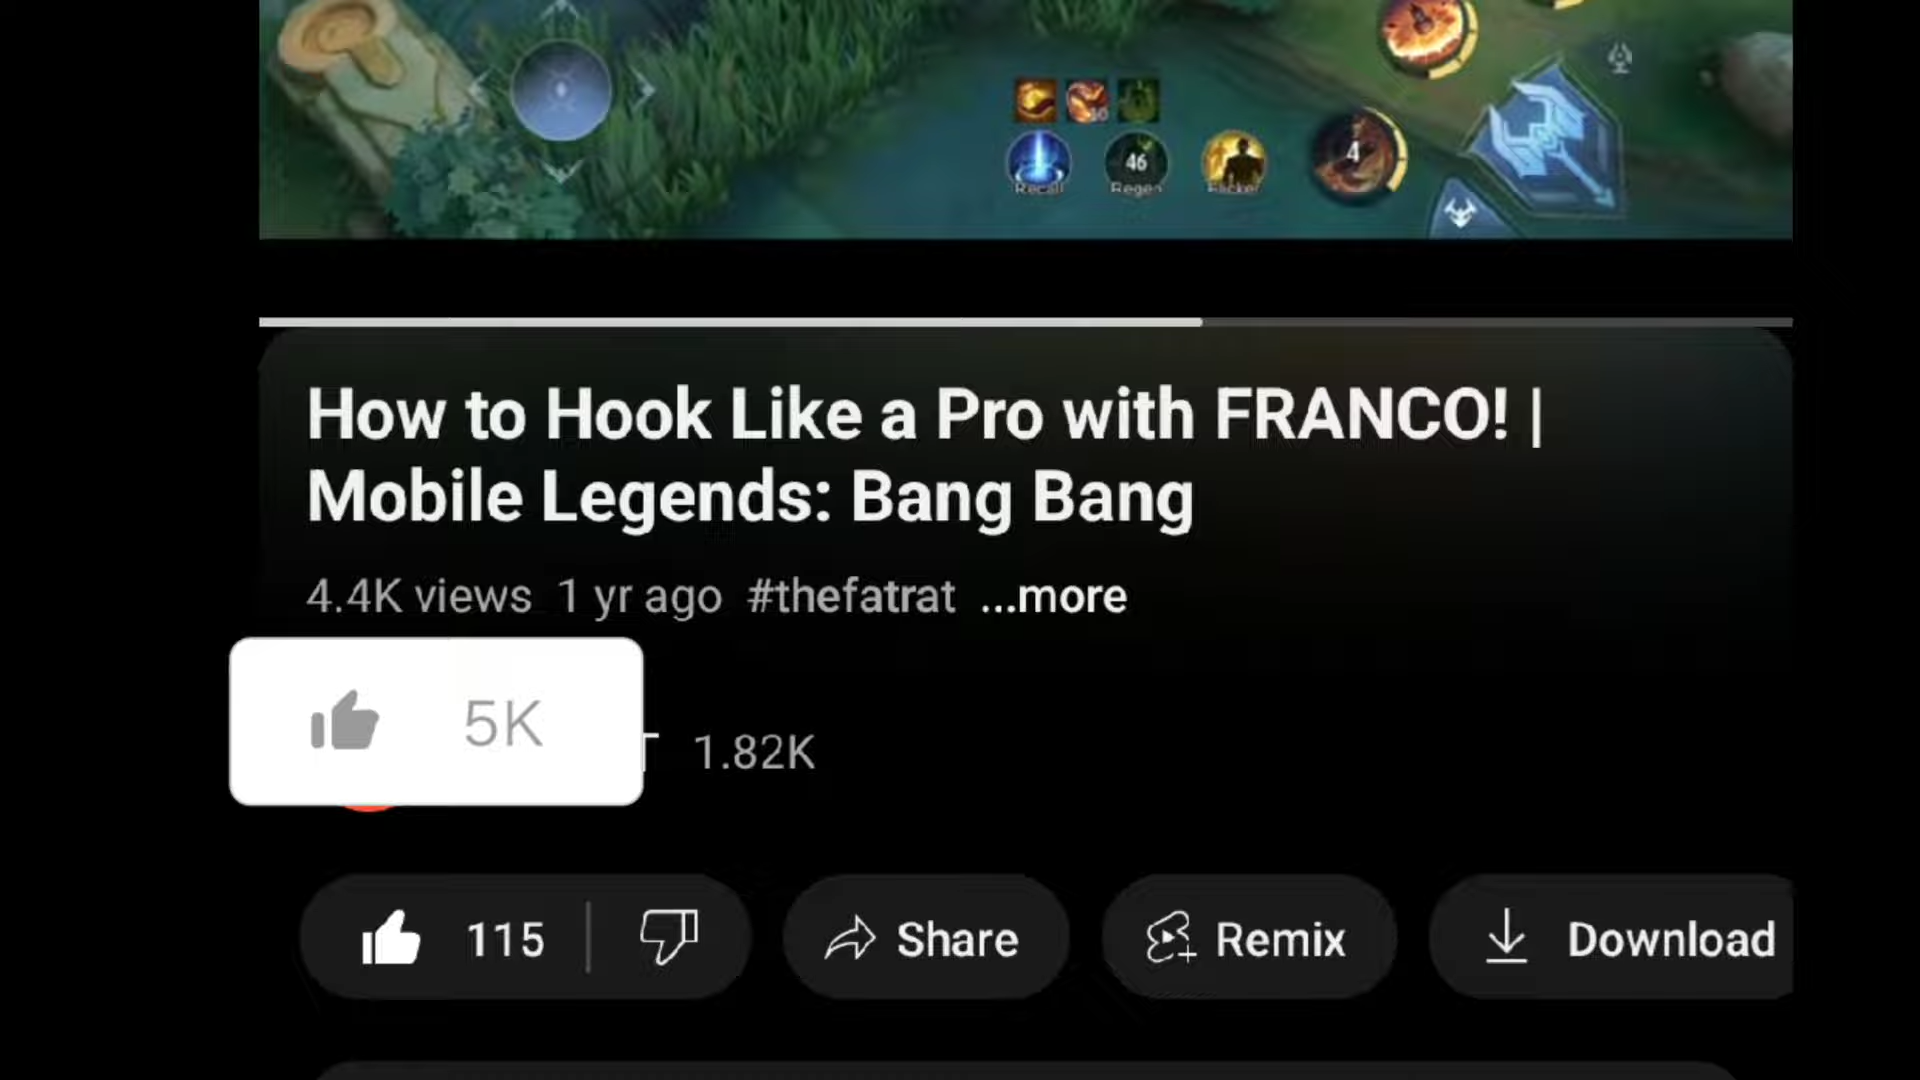 4
46
Recall
Regen
Flicker
How to Hook Like a Pro with FRANCO! |
Mobile Legends: Bang Bang
4.4K views 1 yr ago #thefatrat ...more
5K
T 1.82K
115 Share Remix Download